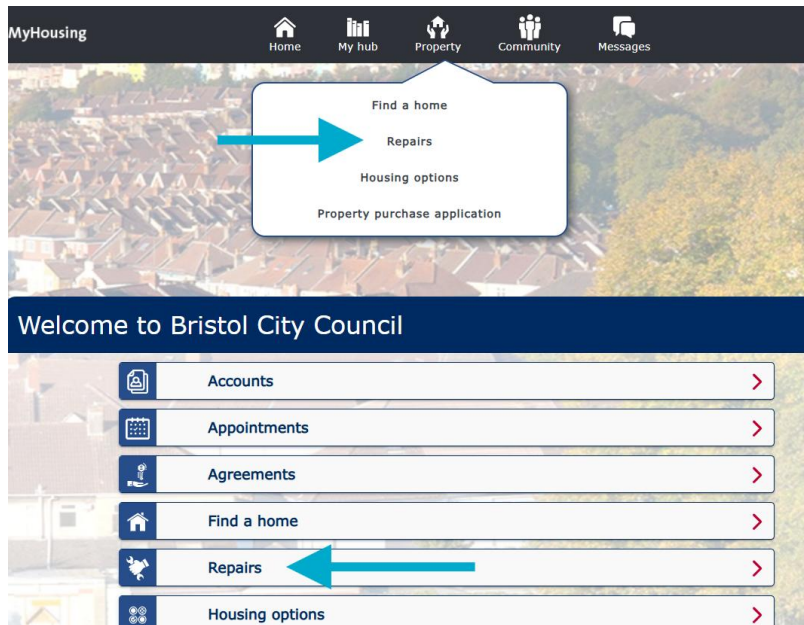 MyHousing
Home My hub Property Community Messages
Find a home
Repairs
Housing options
Property purchase application
Welcome to Bristol City Council
Accounts
Appointments
Agreements
Find a home
Repairs
Housing options